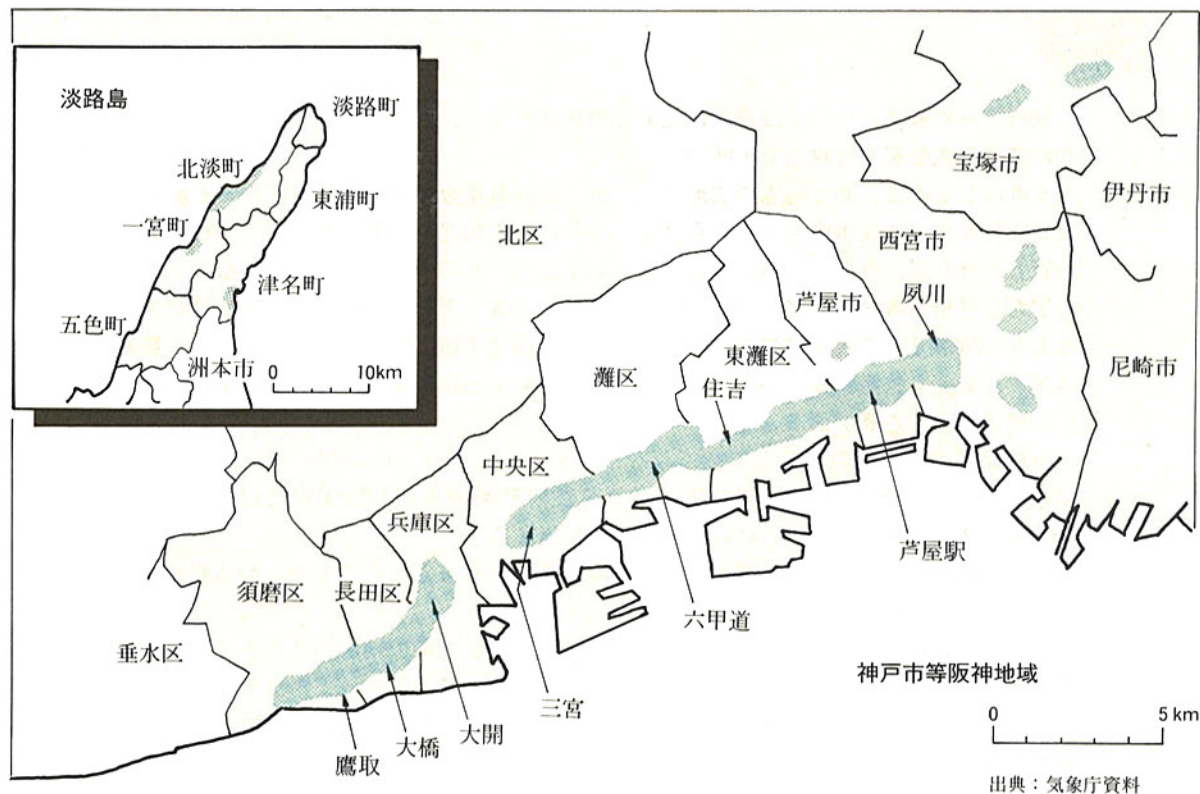 淡路島
淡路町
北淡町
東浦町
一宮町
津名町
五色町
洲本市
0 10km
宝塚市
伊丹市
北区
西宮市
芦屋市
夙川
東灘区
尼崎市
灘区
住吉
中央区
兵庫区
芦屋駅
須磨区
長田区
六甲道
垂水区
神戸市等阪神地域
三宮
大開
大橋
鷹取
0 5 km
出典：気象庁資料